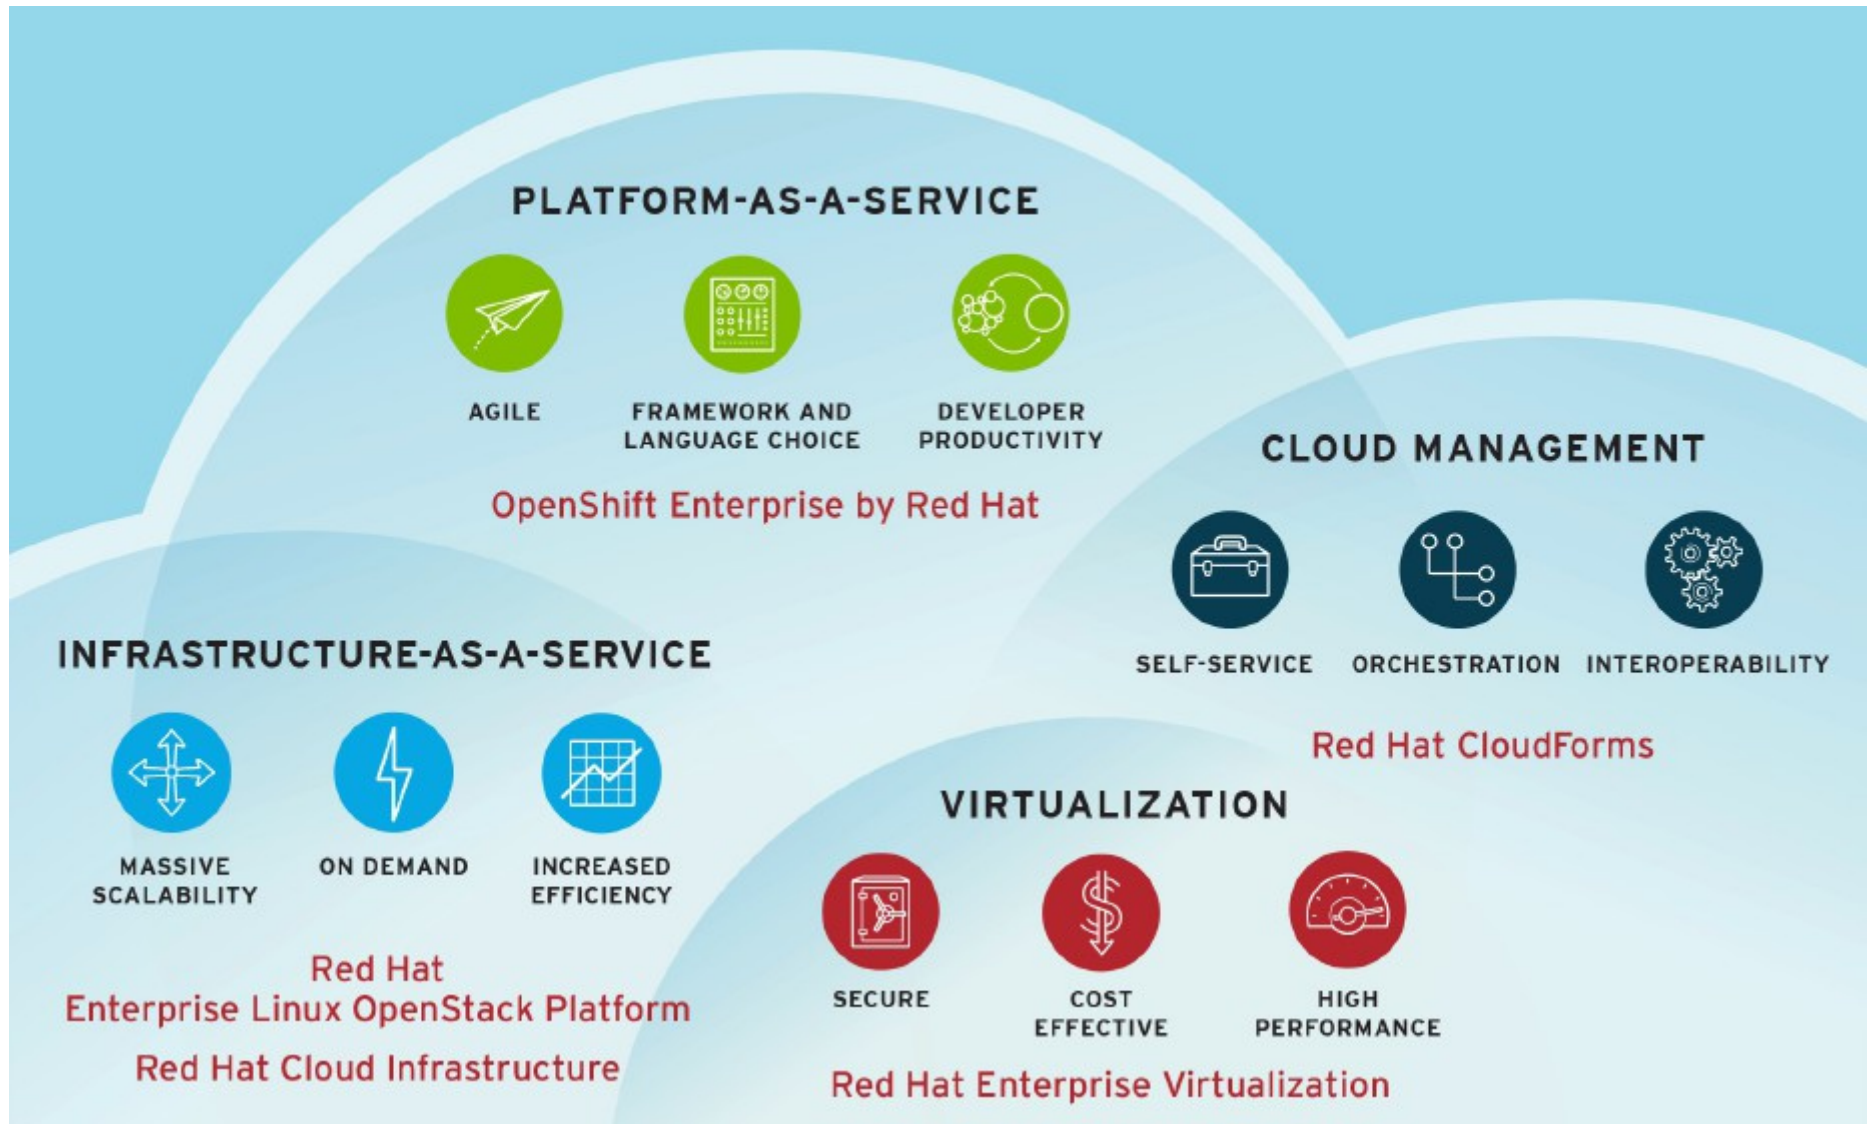 PLATFORM-AS-A-SERVICE
AGILE
FRAMEWORK AND
LANGUAGE CHOICE
DEVELOPER
PRODUCTIVITY
OpenShift Enterprise by Red Hat
CLOUD MANAGEMENT
SELF-SERVICE
ORCHESTRATION
INTEROPERABILITY
Red Hat CloudForms
INFRASTRUCTURE-AS-A-SERVICE
MASSIVE
SCALABILITY
ON DEMAND
INCREASED
EFFICIENCY
Red Hat
Enterprise Linux OpenStack Platform
Red Hat Cloud Infrastructure
VIRTUALIZATION
SECURE
COST
EFFECTIVE
HIGH
PERFORMANCE
Red Hat Enterprise Virtualization